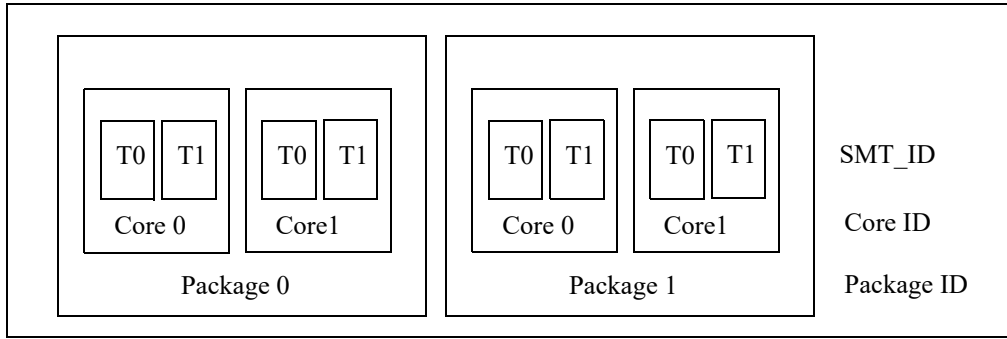 T0 T1 T0 T1 T0 T1 T0 T1 SMT_ID
Core 0 Core1 Core 0 Core1 Core ID
Package 0 Package 1 Package ID